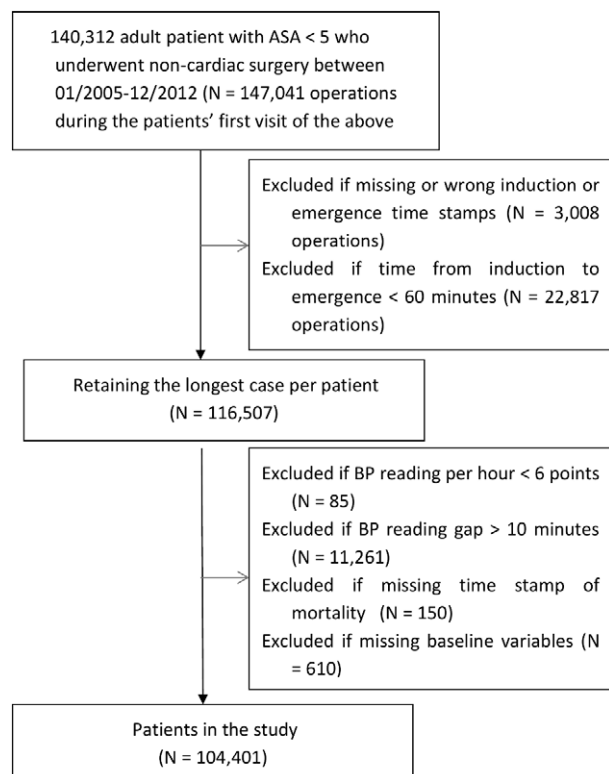 140,312 adult patient with ASA < 5 who
underwent non-cardiac surgery between
01/2005-12/2012 (N = 147,041 operations
during the patients’ first visit of the above
Excluded if missing or wrong induction or
emergence time stamps (N = 3,008
operations)
Excluded if time from induction to
emergence < 60 minutes (N = 22,817
operations)
Retaining the longest case per patient
(N = 116,507)
Excluded if BP reading per hour < 6 points
(N = 85)
Excluded if BP reading gap > 10 minutes
(N = 11,261)
Excluded if missing time stamp of
mortality (N = 150)
Excluded if missing baseline variables (N
= 610)
Patients in the study
(N = 104,401)